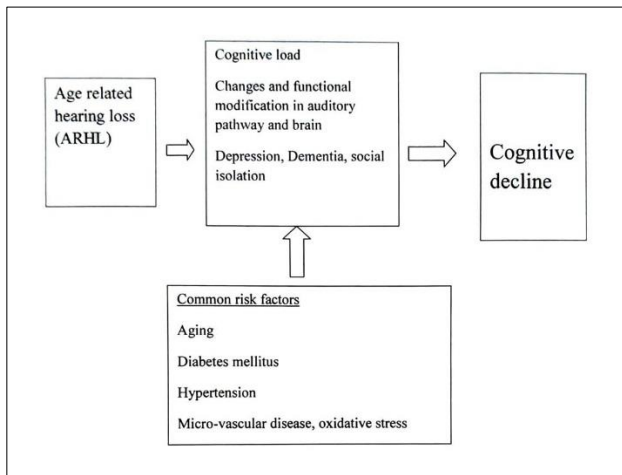 Age related
hearing loss
(ARHL)
Cognitive load
Changes and functional
modification in auditory
pathway and brain
Depression, Dementia, social
isolation
Cognitive
decline
Common risk factors
Aging
Diabetes mellitus
Hypertension
Micro-vascular disease, oxidative stress